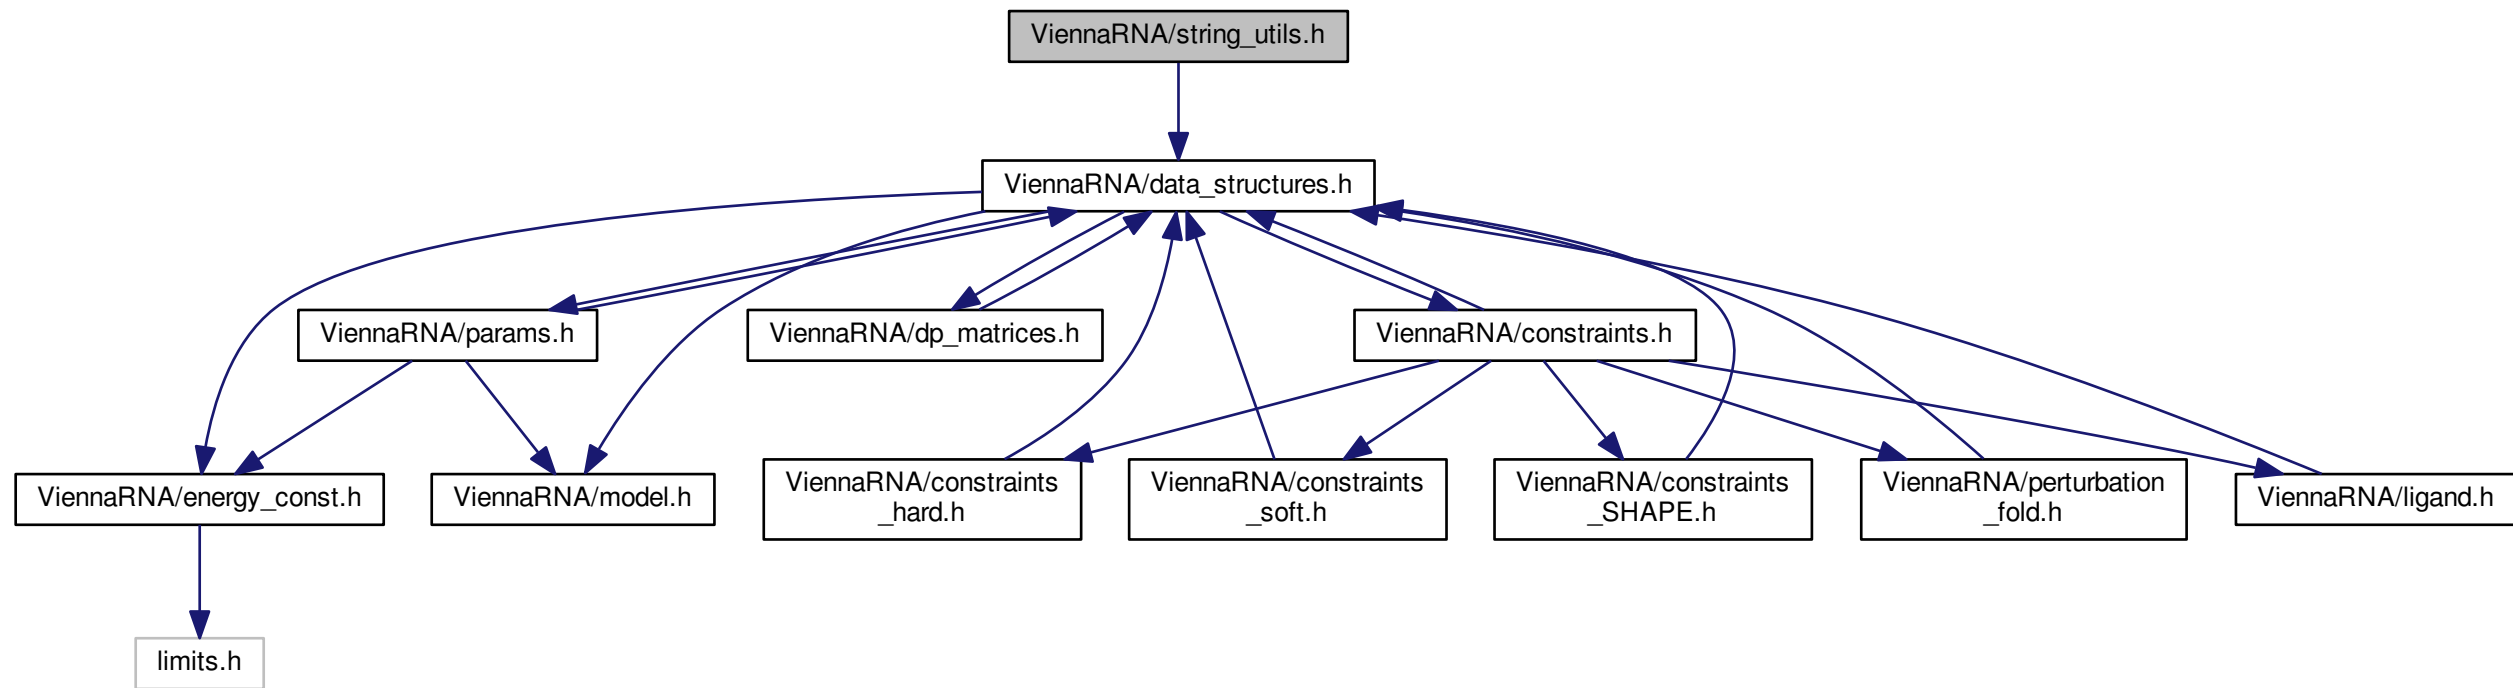 ViennaRNA/string_utils.h
ViennaRNA/data_structures.h
ViennaRNA/params.h
ViennaRNA/dp_matrices.h
ViennaRNA/constraints.h
ViennaRNA/energy_const.h
ViennaRNA/model.h
ViennaRNA/constraints
_hard.h
ViennaRNA/constraints
_soft.h
ViennaRNA/constraints
_SHAPE.h
ViennaRNA/perturbation
_fold.h
ViennaRNA/ligand.h
limits.h